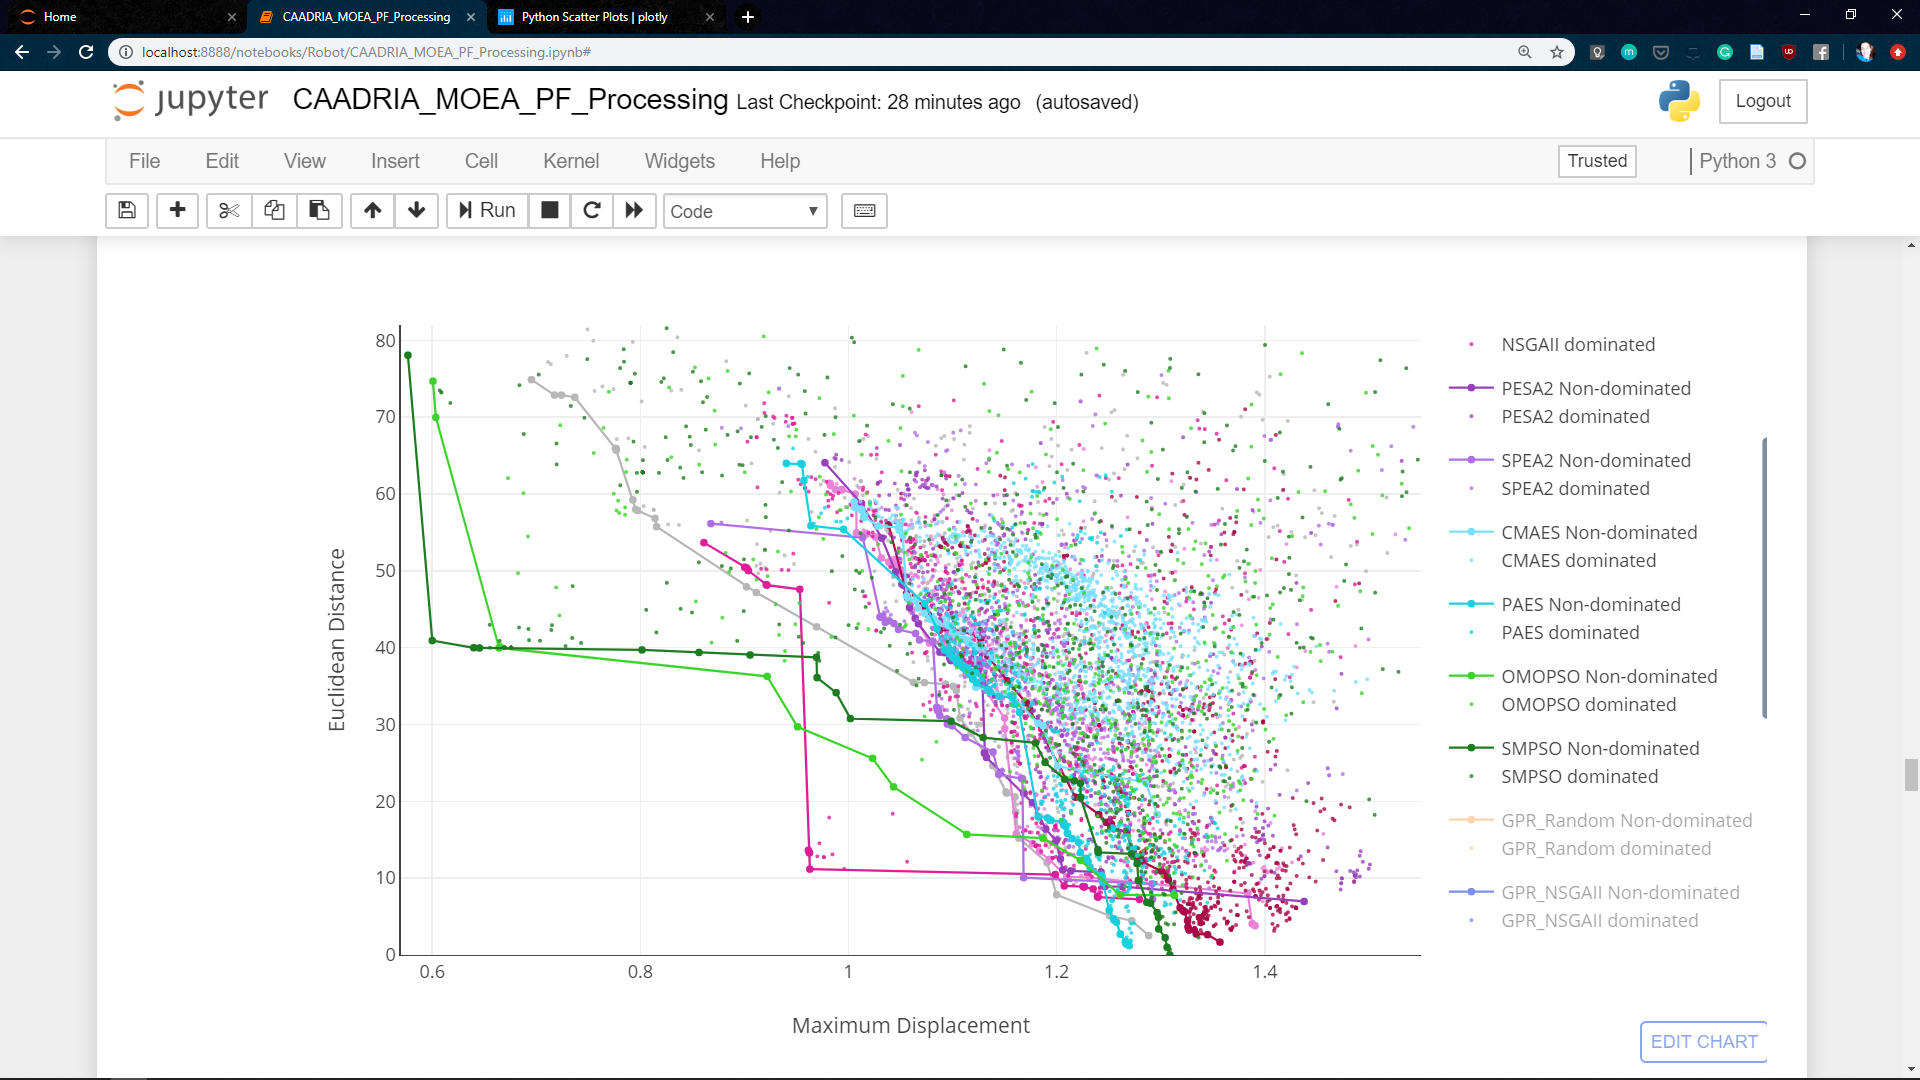 Home
CAADRIA_MOEA_PF_Processing
Python Scatter Plots | plotly
localhost:8888/notebooks/Robot/CAADRIA_MOEA_PF_Processing.ipynb#
jupyter CAADRIA_MOEA_PF_Processing Last Checkpoint: 28 minutes ago (autosaved)
Logout
File Edit View Insert Cell Kernel Widgets Help
Trusted
Python 3
Run
Code
80
70
60
50
40
30
20
10
0
Euclidean Distance
0.6 0.8 1 1.2 1.4
Maximum Displacement
NSGAII dominated
PESA2 Non-dominated
PESA2 dominated
SPEA2 Non-dominated
SPEA2 dominated
CMAES Non-dominated
CMAES dominated
PAES Non-dominated
PAES dominated
OMOPSO Non-dominated
OMOPSO dominated
SMPSO Non-dominated
SMPSO dominated
GPR_Random Non-dominated
GPR_Random dominated
GPR_NSGAII Non-dominated
GPR_NSGAII dominated
EDIT CHART